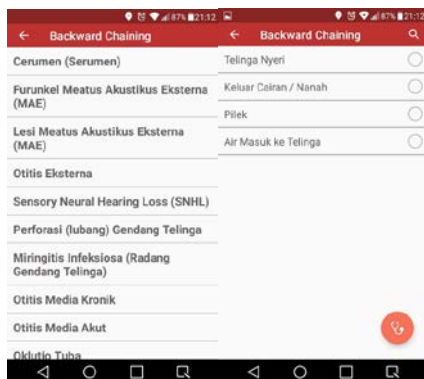 87% 21:12
Backward Chaining
Cerumen (Serumen)
Furunkel Meatus Akustikus Eksterna
(MAE)
Lesi Meatus Akustikus Eksterna
(MAE)
Otitis Eksterna
Sensory Neural Hearing Loss (SNHL)
Perforasi (lubang) Gendang Telinga
Miringitis Infeksiosa (Radang
Gendang Telinga)
Otitis Media Kronik
Otitis Media Akut
Oklutio Tuba
87% 21:12
Backward Chaining
Telinga Nyeri
Keluar Cairan / Nanah
Pilek
Air Masuk ke Telinga